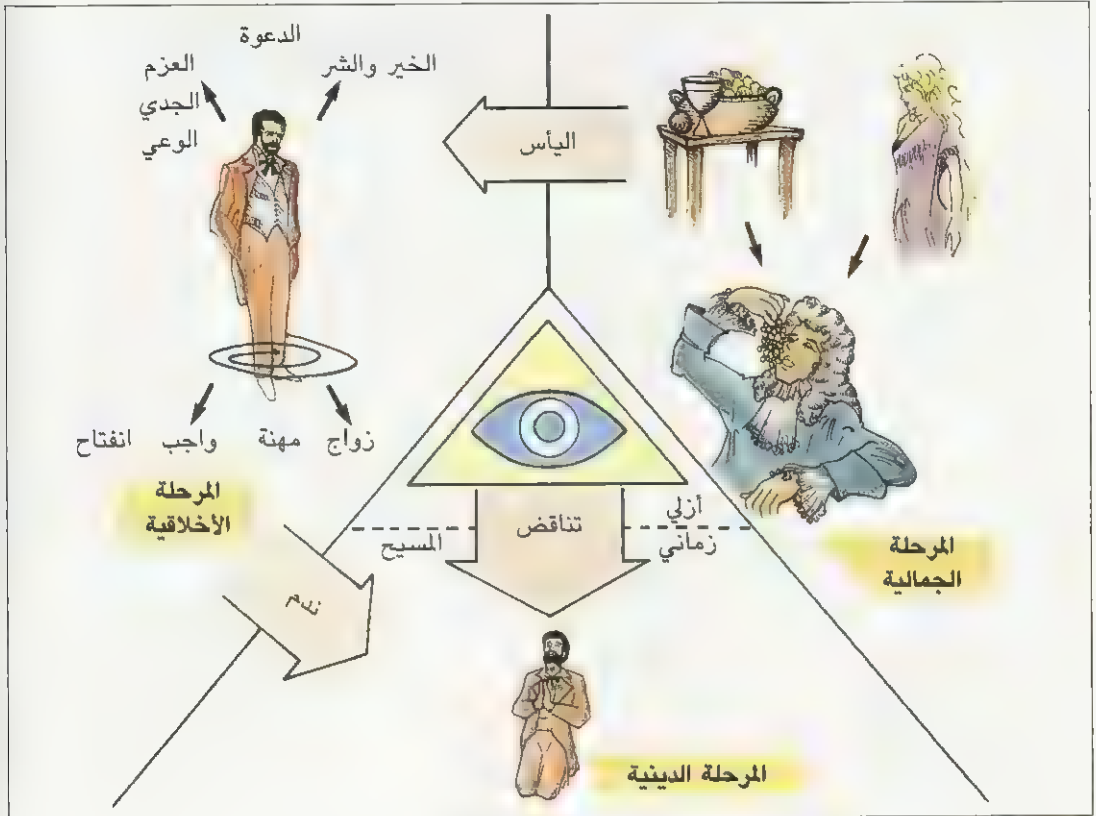 الدعوة
الخير والشر
العزم
الجدي
الوعي
اليأس
زواج مهنة واجب انفتاح
المرحلة
الأخلاقية
أزلي
زماني
تناقض
المسيح
المرحلة
الجمالية
ندم
المرحلة الدينية